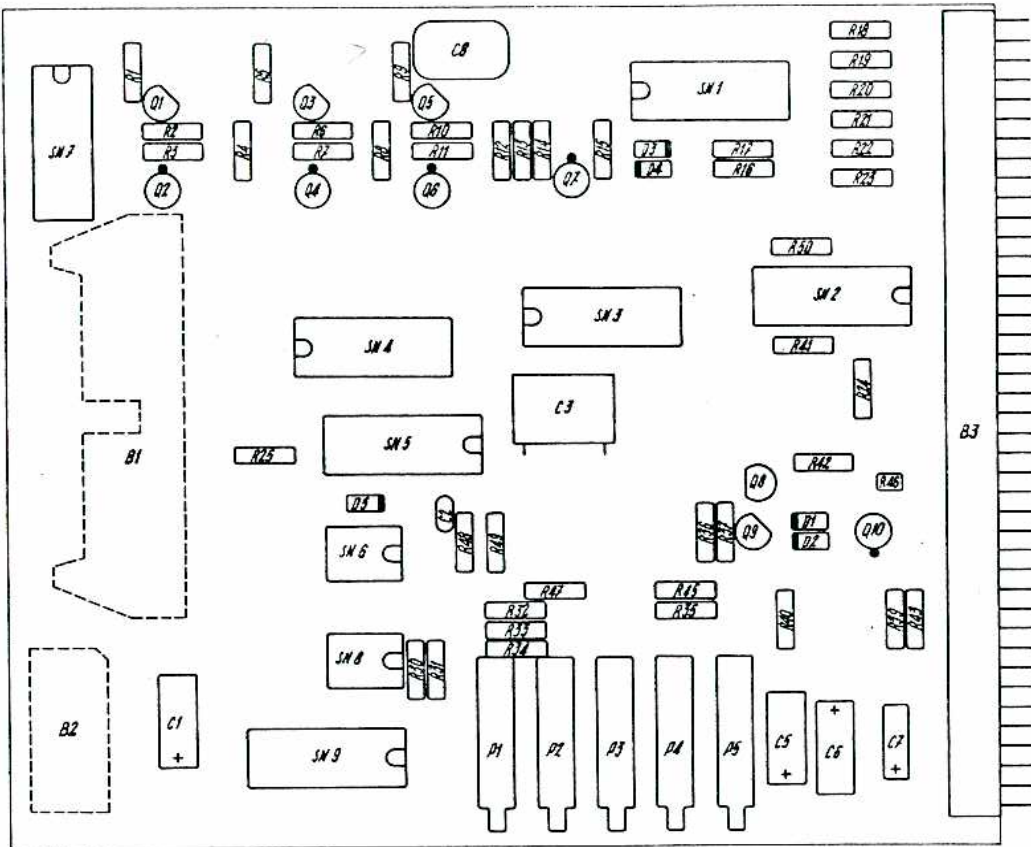 R18
C8
R1
R5
R9
R19
SN 1
R20
Q1
Q3
Q5
R21
SN 7
R2
R6
R10
R3
R4
R7
R8
R11
R12
R13
R14
R15
D3
R17
R22
D4
R16
R23
Q2
Q4
Q6
Q7
R50
SN 2
SN 3
SN 4
R41
R24
C3
B3
SN 5
B1
R25
R42
Q8
R46
D5
C2
R48
R49
R36
R37
Q9
D1
D2
Q10
SN 6
R47
R45
R32
R35
R33
R34
R40
R39
R43
SN 8
R30
R31
B2
C1
+
SN 9
P1
P2
P3
P4
P5
C5
+
+
C6
C7
+